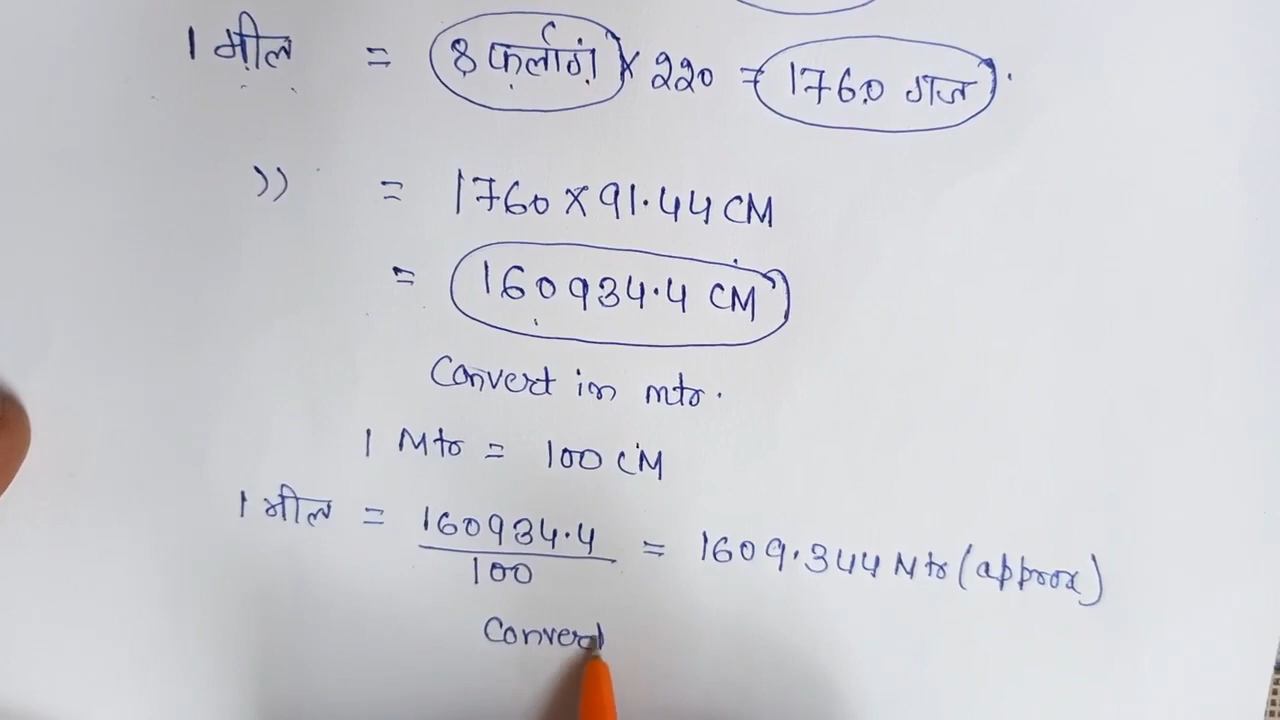 1 मील = 8 फर्लांग × 220 = 1760 गज
" = 1760 × 91.44 CM
= 160934.4 CM
Convert in mtr.
1 Mtr = 100 CM
1 मील = 160934.4 / 100 = 1609.344 Mtr (approx)
Convert